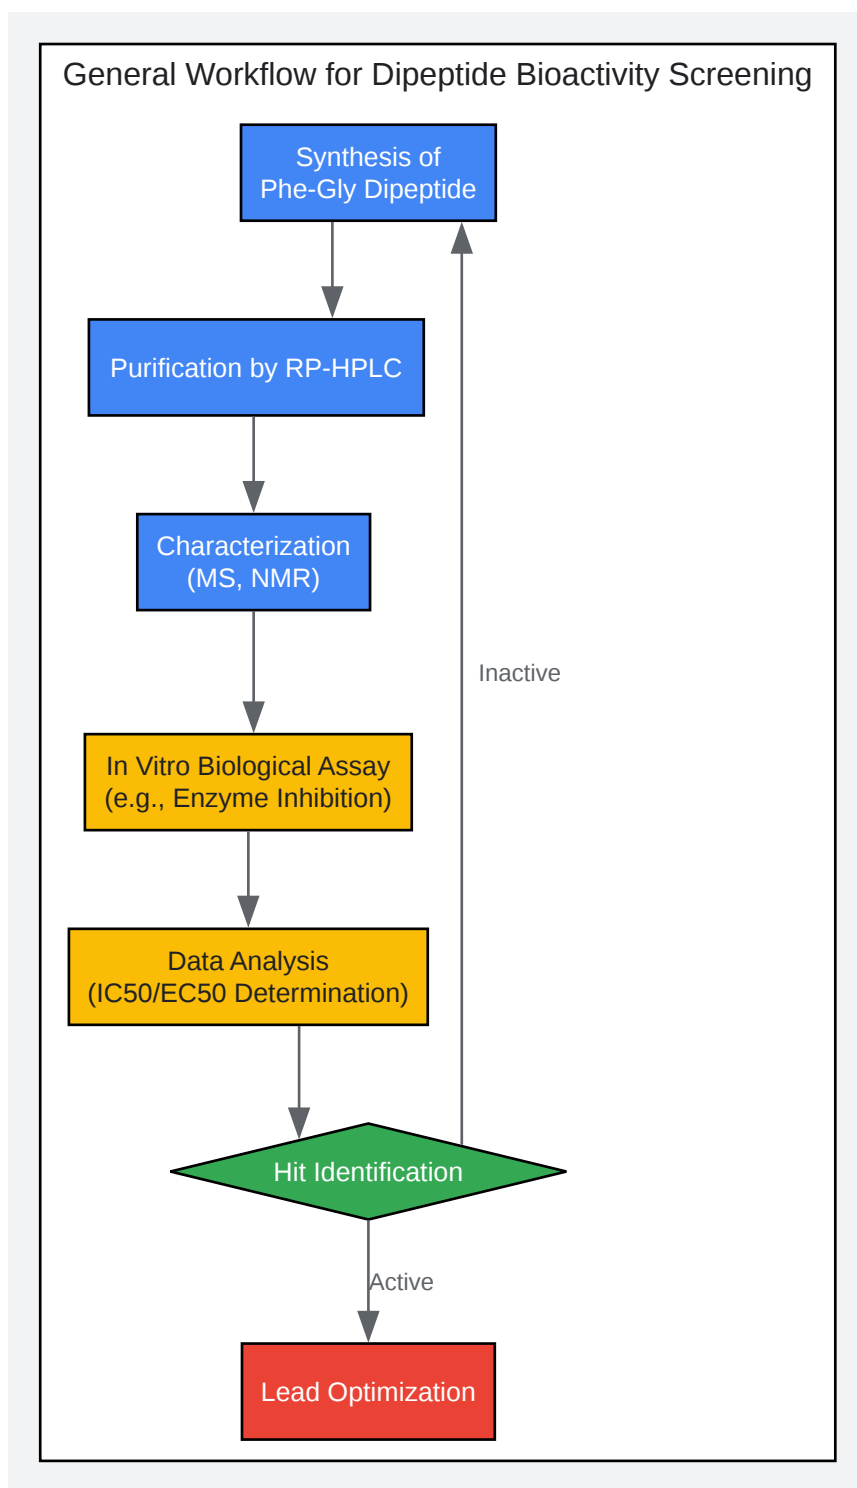 General Workflow for Dipeptide Bioactivity Screening
Synthesis of
Phe-Gly Dipeptide
Purification by RP-HPLC
Characterization
(MS, NMR)
Inactive
In Vitro Biological Assay
(e.g., Enzyme Inhibition)
Data Analysis
(IC50/EC50 Determination)
Hit Identification
Active
Lead Optimization